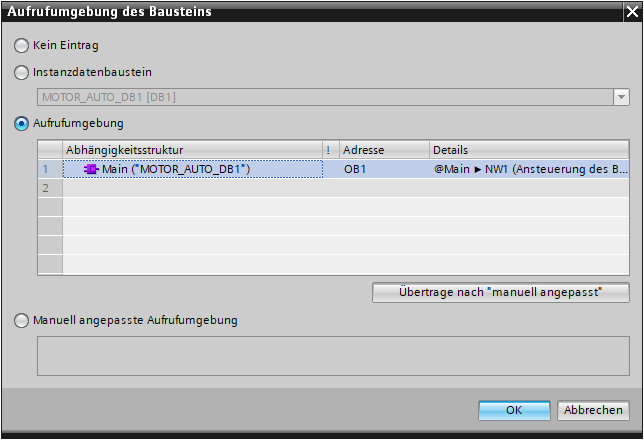 Aufrufumgebung des Bausteins
Kein Eintrag
Instanzdatenbaustein
MOTOR_AUTO_DB1 [DB1]
Aufrufumgebung
Abhängigkeitsstruktur ! Adresse Details
1 Main ("MOTOR_AUTO_DB1") OB1 @Main ► NW1 (Ansteuerung des B...
2
Übertrage nach "manuell angepasst"
Manuell angepasste Aufrufumgebung
OK Abbrechen